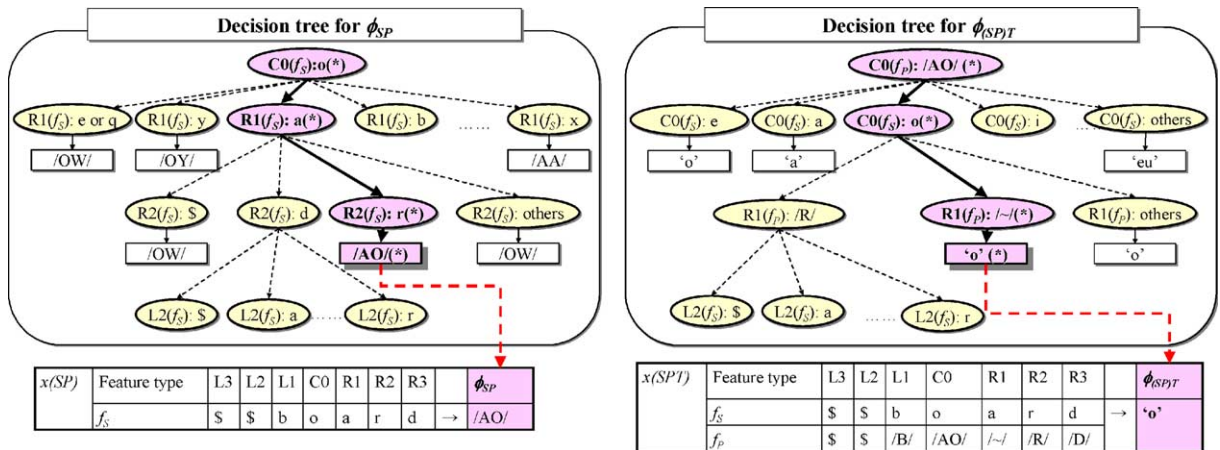 Decision tree for ϕSP
C0(fS):o(*)
R1(fS): e or q
R1(fS): y
R1(fS): a(*)
R1(fS): b
......
R1(fS): x
/OW/
/OY/
/AA/
R2(fS): $
R2(fS): d
R2(fS): r(*)
R2(fS): others
/OW/
/AO/(*)
/OW/
L2(fS): $
L2(fS): a
......
L2(fS): r
x(SP) Feature type L3 L2 L1 C0 R1 R2 R3 ϕSP
fS $ $ b o a r d → /AO/
Decision tree for ϕ(SP)T
C0(fP): /AO/ (*)
C0(fS): e
C0(fS): a
C0(fS): o(*)
C0(fS): i
......
C0(fS): others
‘o’
‘a’
‘eu’
R1(fP): /R/
R1(fP): /~/(*)
R1(fP): others
‘o’ (*)
‘o’
L2(fS): $
L2(fS): a
......
L2(fS): r
x(SPT) Feature type L3 L2 L1 C0 R1 R2 R3 ϕ(SP)T
fS $ $ b o a r d → ‘o’
fP $ $ /B/ /AO/ /~/ /R/ /D/